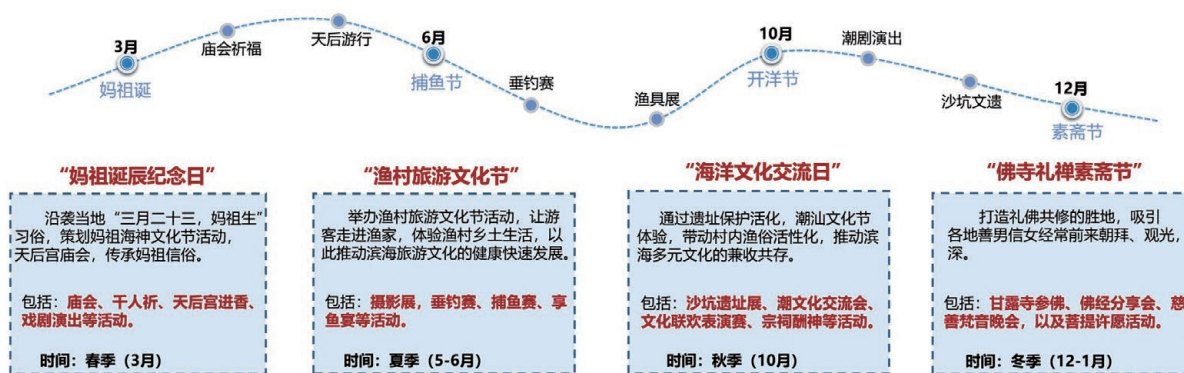 3月
妈祖诞
庙会祈福
天后游行
6月
捕鱼节
垂钓赛
渔具展
10月
开洋节
潮剧演出
沙坑文遗
12月
素斋节
“妈祖诞辰纪念日”
沿袭当地“三月二十三，妈祖生”
习俗，策划妈祖海神文化节活动，
天后宫庙会，传承妈祖信俗。
包括：庙会、千人祈、天后宫进香、
戏剧演出等活动。
时间：春季（3月）
“渔村旅游文化节”
举办渔村旅游文化节活动，让游
客走进渔家，体验渔村乡土生活，以
此推动滨海旅游文化的健康快速发展。
包括：摄影展，垂钓赛、捕鱼赛、享
鱼宴等活动。
时间：夏季（5-6月）
“海洋文化交流日”
通过遗址保护活化，潮汕文化节
体验，带动村内渔俗活性化，推动滨
海多元文化的兼收共存。
包括：沙坑遗址展、潮文化交流会、
文化联欢表演赛、宗祠酬神等活动。
时间：秋季（10月）
“佛寺礼禅素斋节”
打造礼佛共修的胜地，吸引
各地善男信女经常前来朝拜、观光，
深。
包括：甘露寺参佛、佛经分享会、慈
善梵音晚会，以及菩提许愿活动。
时间：冬季（12-1月）